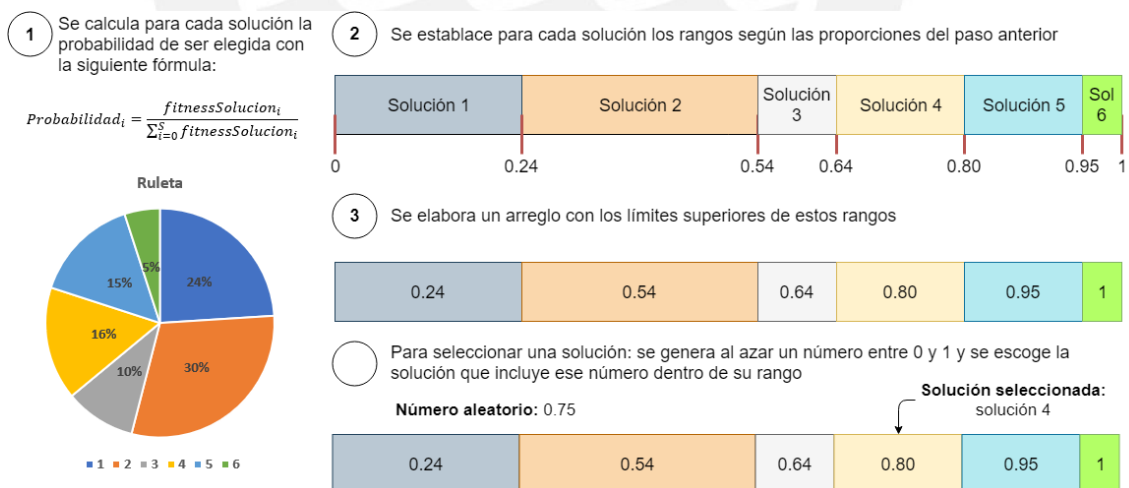 1
Se calcula para cada solución la
probabilidad de ser elegida con
la siguiente fórmula:
Probabilidad_i = fitnessSolucion_i / ∑_{i=0}^{S} fitnessSolucion_i
Ruleta
24%
30%
10%
16%
15%
5%
1 2 3 4 5 6
2
Se establace para cada solución los rangos según las proporciones del paso anterior
Solución 1
Solución 2
Solución
3
Solución 4
Solución 5
Sol
6
0 0.24 0.54 0.64 0.80 0.95 1
3
Se elabora un arreglo con los límites superiores de estos rangos
0.24 0.54 0.64 0.80 0.95 1
Para seleccionar una solución: se genera al azar un número entre 0 y 1 y se escoge la
solución que incluye ese número dentro de su rango
Número aleatorio: 0.75
Solución seleccionada:
solución 4
0.24 0.54 0.64 0.80 0.95 1